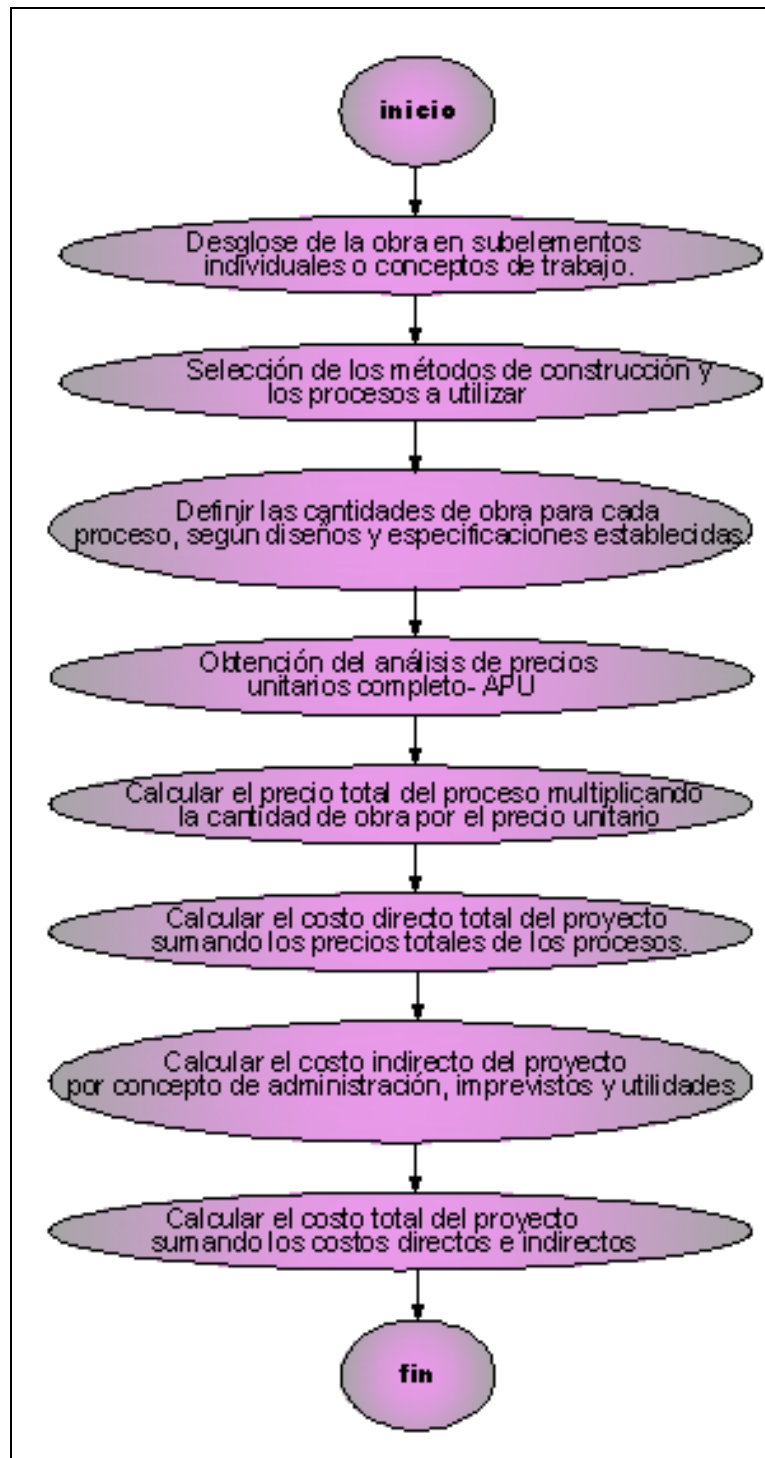 inicio
Desglose de la obra en subelementos
individuales o conceptos de trabajo.
Selección de los métodos de construcción y
los procesos a utilizar
Definir las cantidades de obra para cada
proceso, según diseños y especificaciones establecidas.
Obtención del análisis de precios
unitarios completo- APU
Calcular el precio total del proceso multiplicando
la cantidad de obra por el precio unitario
Calcular el costo directo total del proyecto
sumando los precios totales de los procesos.
Calcular el costo indirecto del proyecto
por concepto de administración, imprevistos y utilidades
Calcular el costo total del proyecto
sumando los costos directos e indirectos
fin